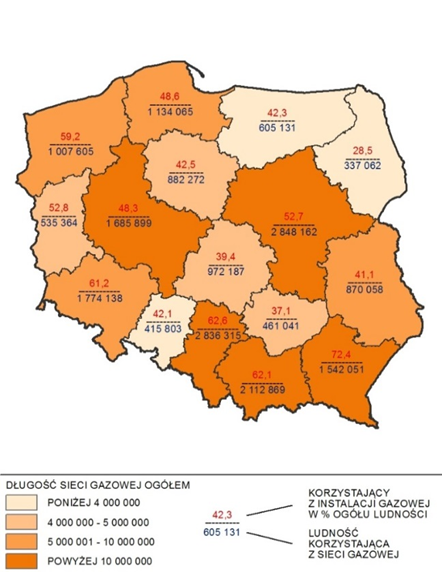 48,6
1 134 065
42,3
605 131
59,2
1 007 605
28,5
337 062
42,5
882 272
52,8
535 364
48,3
1 685 899
52,7
2 848 162
39,4
972 187
41,1
870 058
61,2
1 774 138
42,1
415 803
62,6
2 836 315
37,1
461 041
72,4
1 542 051
62,1
2 112 869
DŁUGOŚĆ SIECI GAZOWEJ OGÓŁEM
PONIŻEJ 4 000 000
4 000 000 - 5 000 000
5 000 001 - 10 000 000
POWYŻEJ 10 000 000
42,3
605 131
KORZYSTAJĄCY
Z INSTALACJI GAZOWEJ
W % OGÓŁU LUDNOŚCI
LUDNOŚĆ
KORZYSTAJĄCA
Z SIECI GAZOWEJ